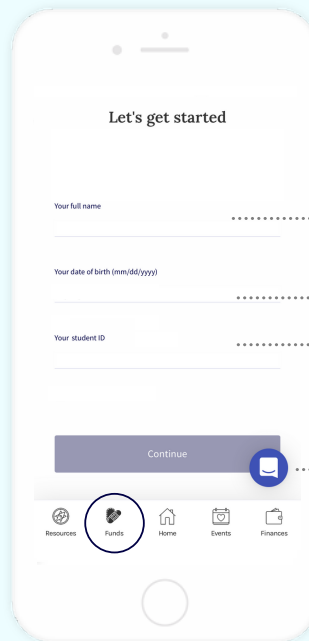 Let's get started
Your full name
Your date of birth (mm/dd/yyyy)
Your student ID
Continue
Resources Funds Home Events Finances